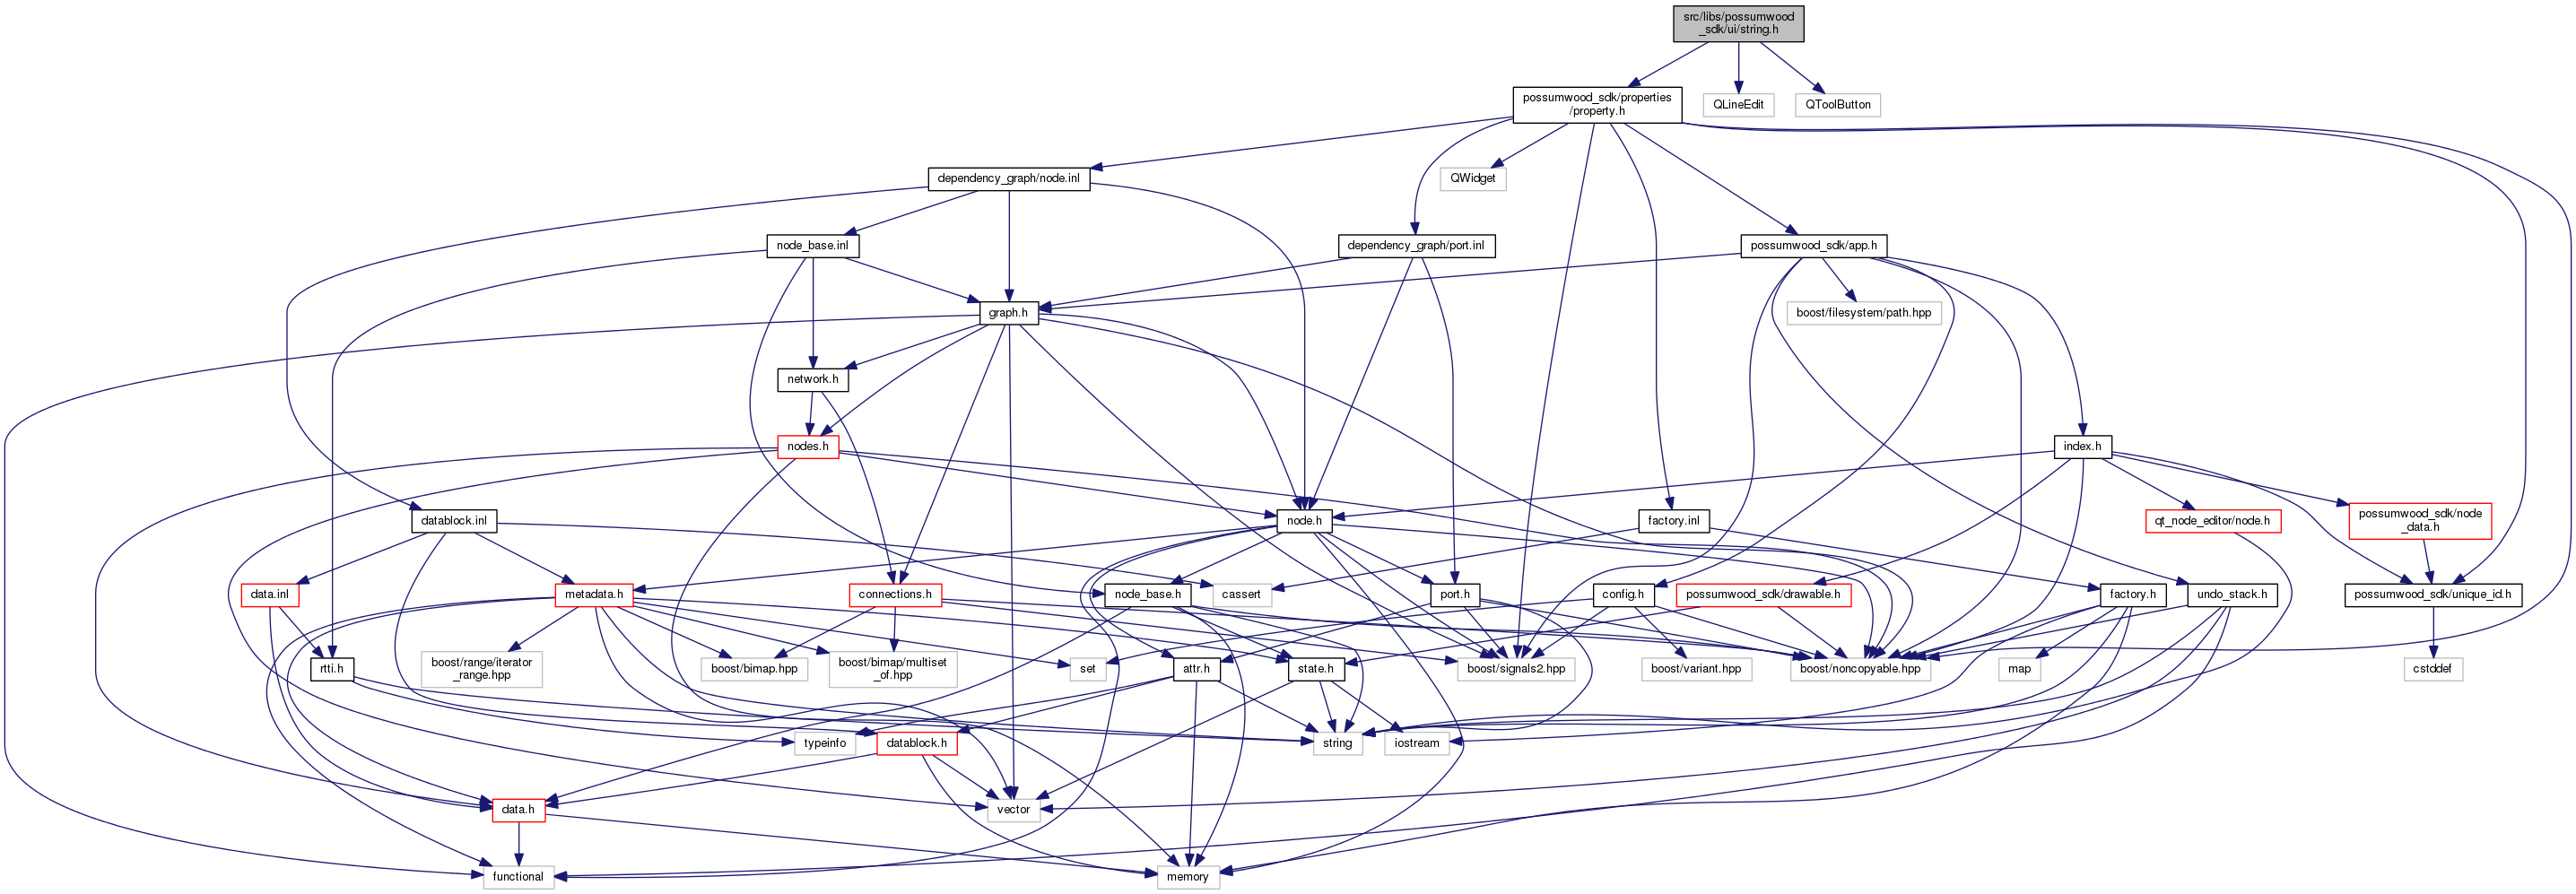 src/libs/possumwood
_sdk/ui/string.h
possumwood_sdk/properties
/property.h
QLineEdit
QToolButton
dependency_graph/node.inl
QWidget
node_base.inl
dependency_graph/port.inl
possumwood_sdk/app.h
graph.h
boost/filesystem/path.hpp
network.h
nodes.h
index.h
datablock.inl
node.h
factory.inl
qt_node_editor/node.h
possumwood_sdk/node
_data.h
data.inl
metadata.h
connections.h
node_base.h
cassert
port.h
config.h
possumwood_sdk/drawable.h
factory.h
undo_stack.h
possumwood_sdk/unique_id.h
rtti.h
boost/range/iterator
_range.hpp
boost/bimap.hpp
boost/bimap/multiset
_of.hpp
set
attr.h
state.h
boost/signals2.hpp
boost/variant.hpp
boost/noncopyable.hpp
map
cstddef
typeinfo
datablock.h
string
iostream
data.h
vector
functional
memory